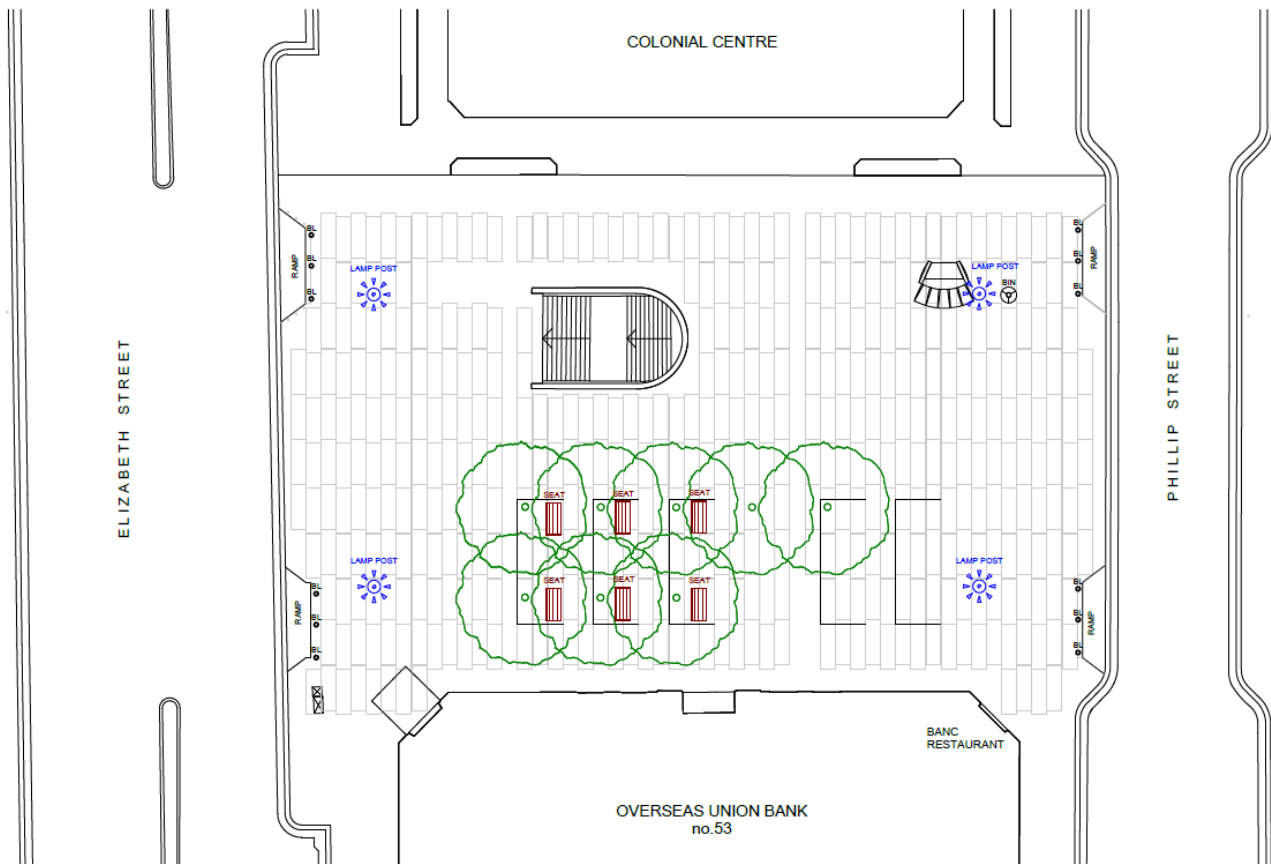 COLONIAL CENTRE
BL
BL
RAMP
BL
BL
BL
RAMP
BL
LAMP POST
LAMP POST
BIN
ELIZABETH STREET
PHILLIP STREET
SEAT
SEAT
SEAT
LAMP POST
LAMP POST
SEAT
SEAT
SEAT
BL
RAMP
BL
BL
BL
BL
RAMP
BL
BANC
RESTAURANT
OVERSEAS UNION BANK
no.53